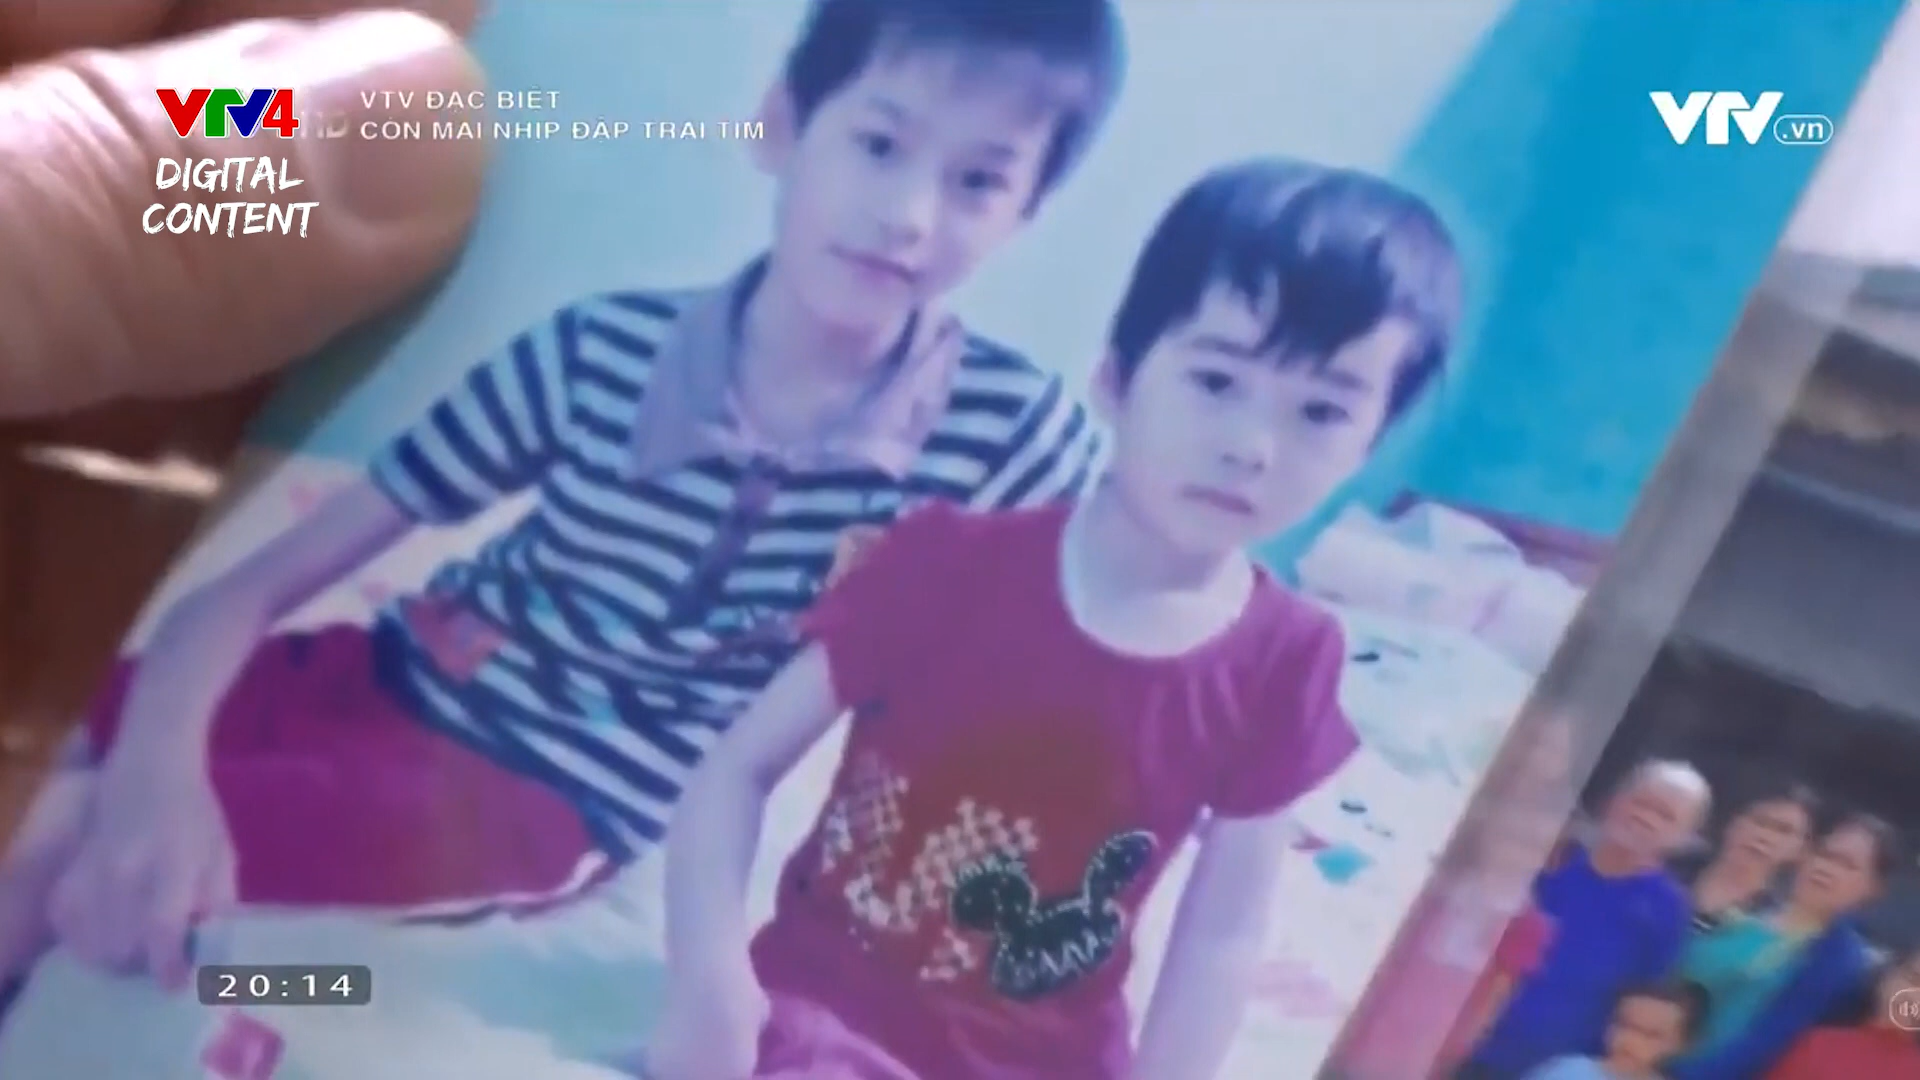 VTV4
VTV ĐẶC BIỆT
CÒN MÃI NHỊP ĐẬP TRÁI TIM
DIGITAL
CONTENT
VTV.vn
20:14